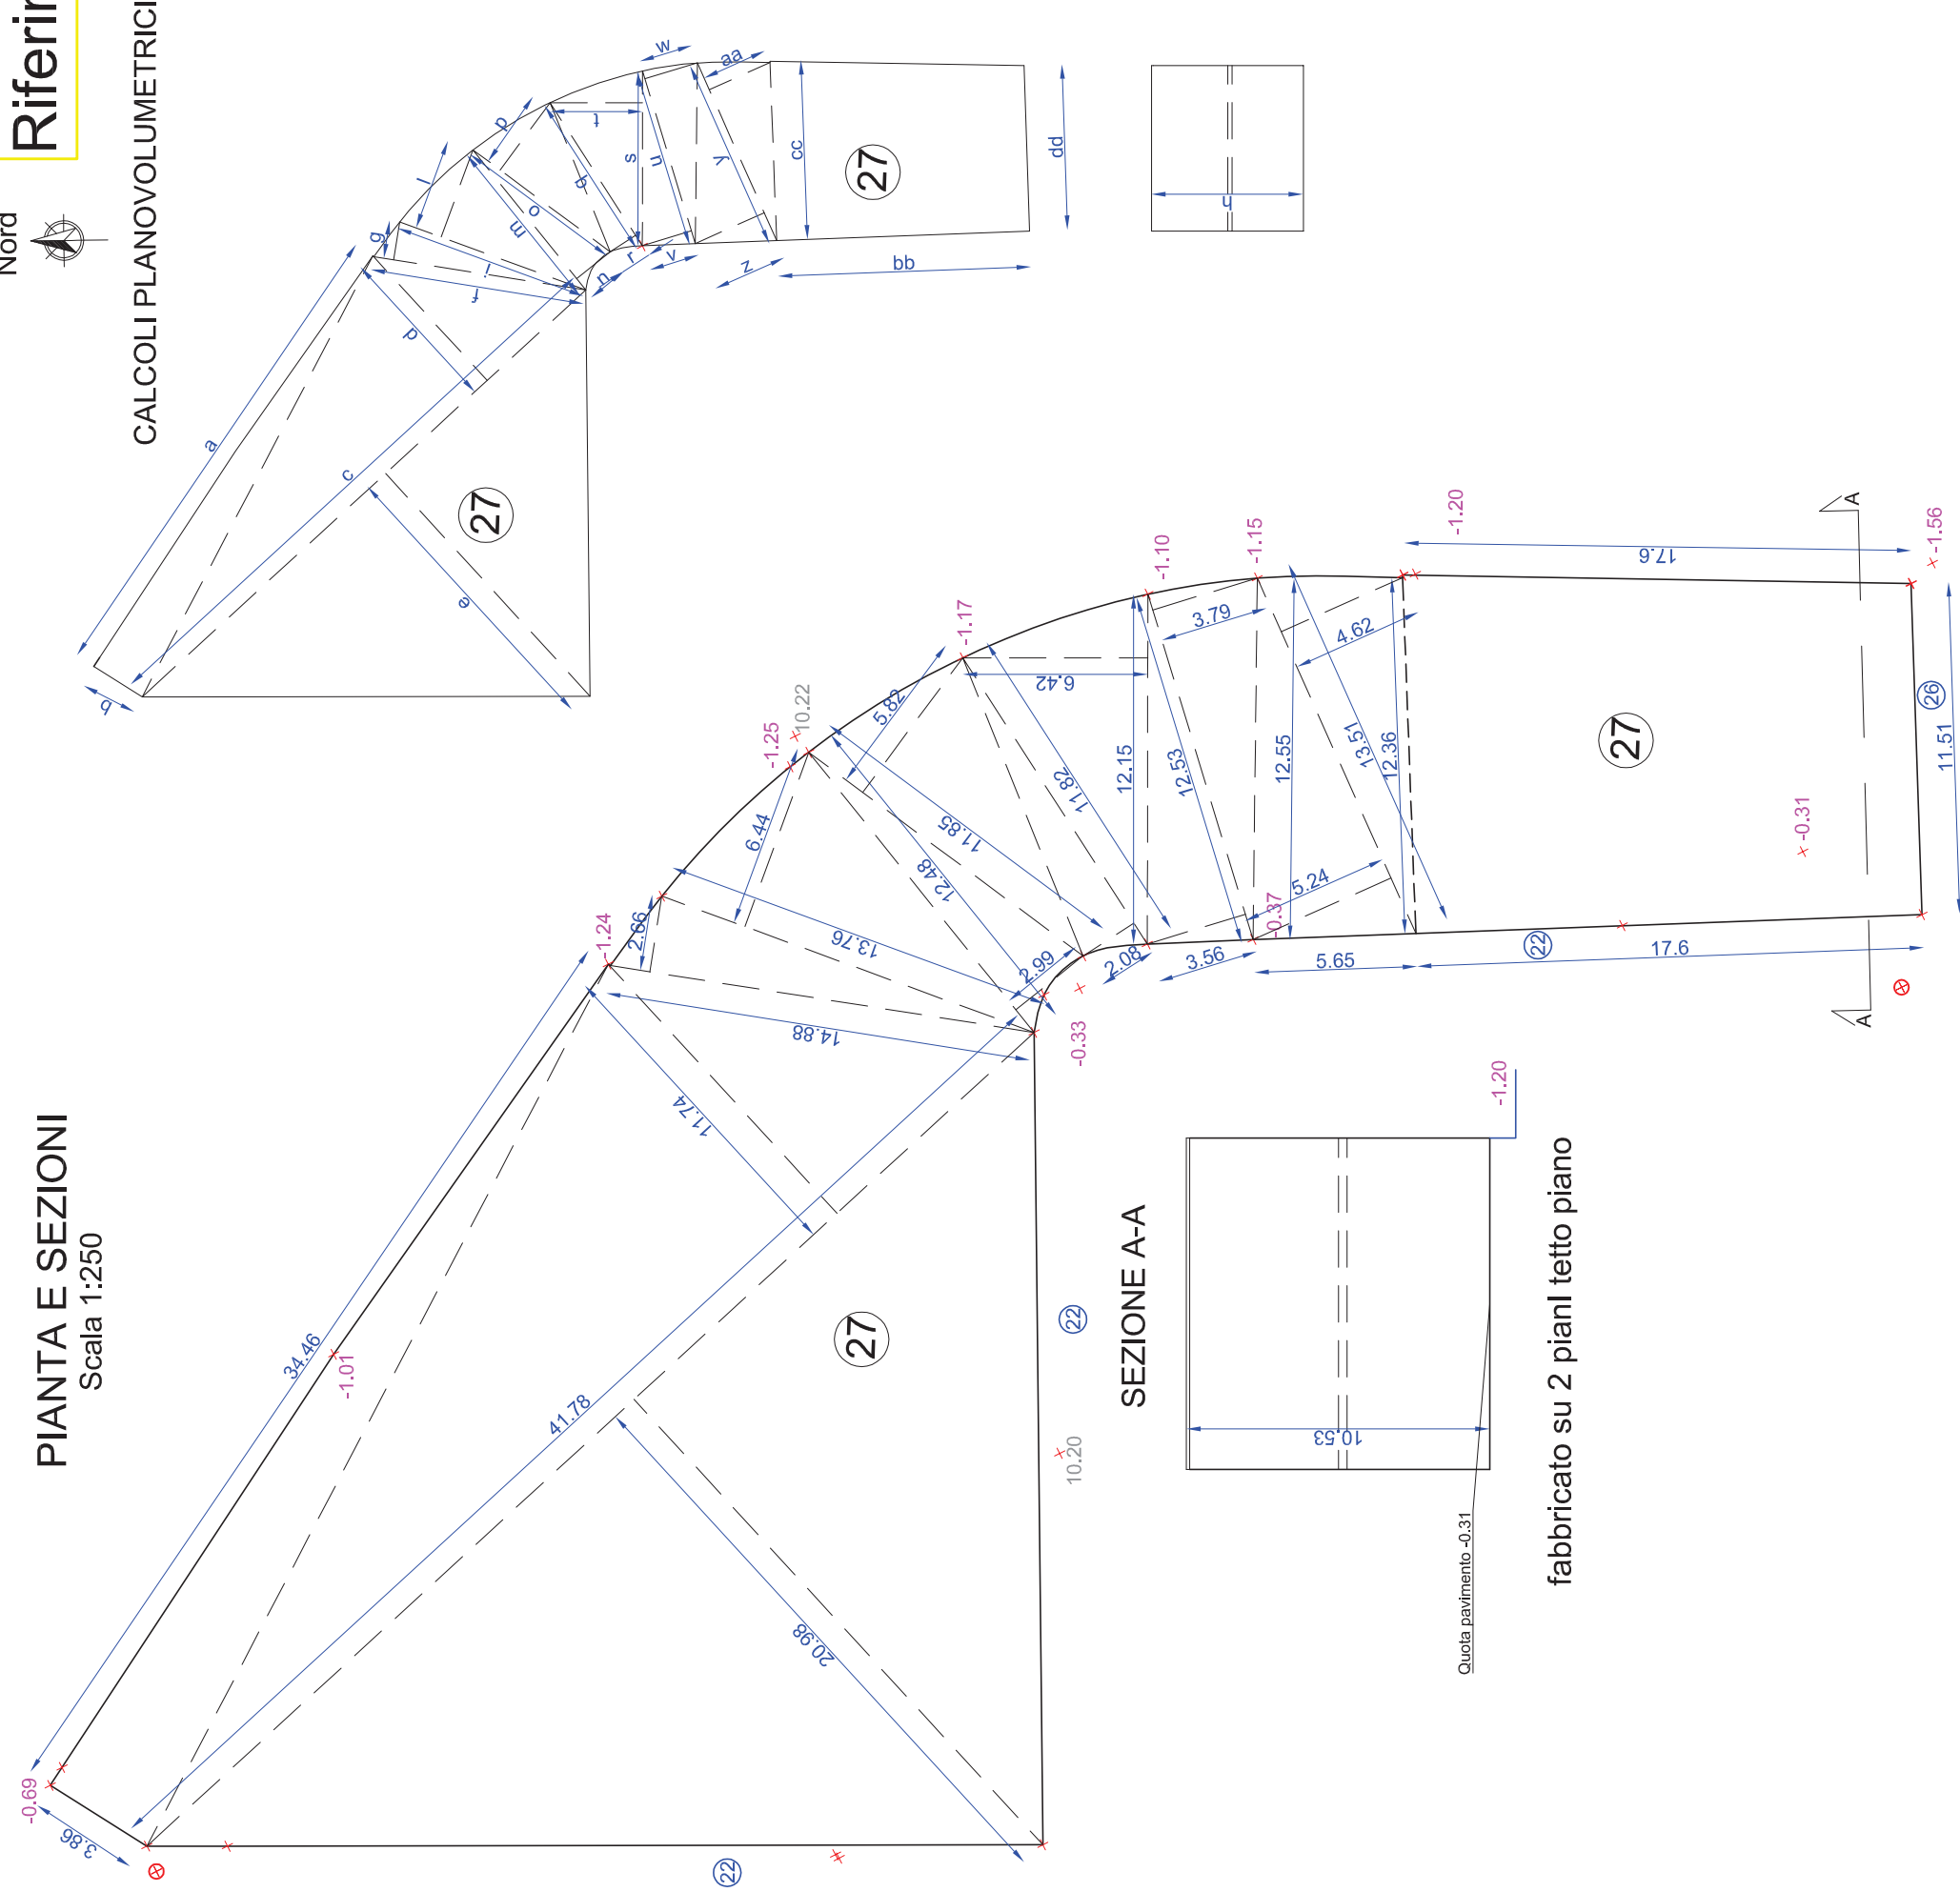 Riferir
Nord
CALCOLI PLANOVOLUMETRICI
a
b
c
d
e
f
g
i
l
m
n
o
p
q
r
s
t
u
v
w
y
z
aa
bb
cc
dd
h
27
27
PIANTA E SEZIONI
Scala 1:250
34.46
-0.69
3.86
-1.01
41.78
20.98
11.74
14.88
-1.24
2.66
13.76
6.44
-1.25
10.22
12.48
11.85
5.82
-1.17
2.99
-0.33
2.08
11.82
6.42
12.15
-1.10
3.56
12.53
3.79
-1.15
12.55
-0.37
5.65
5.24
13.51
4.62
12.36
-1.20
17.6
17.6
22
22
22
26
27
27
-0.31
-1.56
11.51
A
A
10.20
SEZIONE A-A
-1.20
10.53
Quota pavimento -0.31
fabbricato su 2 pianI tetto piano